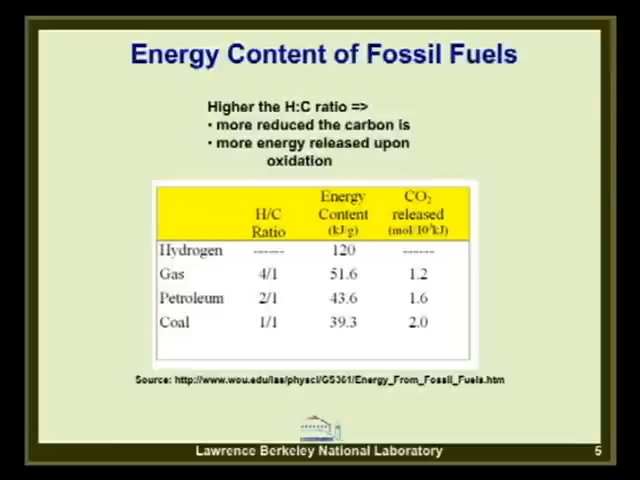 Energy Content of Fossil Fuels
Higher the H:C ratio =>
• more reduced the carbon is
• more energy released upon
oxidation
H/C Ratio Energy Content (kJ/g) CO₂ released (mol/10³kJ)
Hydrogen ------ 120 ------
Gas 4/1 51.6 1.2
Petroleum 2/1 43.6 1.6
Coal 1/1 39.3 2.0
Source: http://www.wou.edu/las/physci/GS361/Energy_From_Fossil_Fuels.htm
Lawrence Berkeley National Laboratory 5